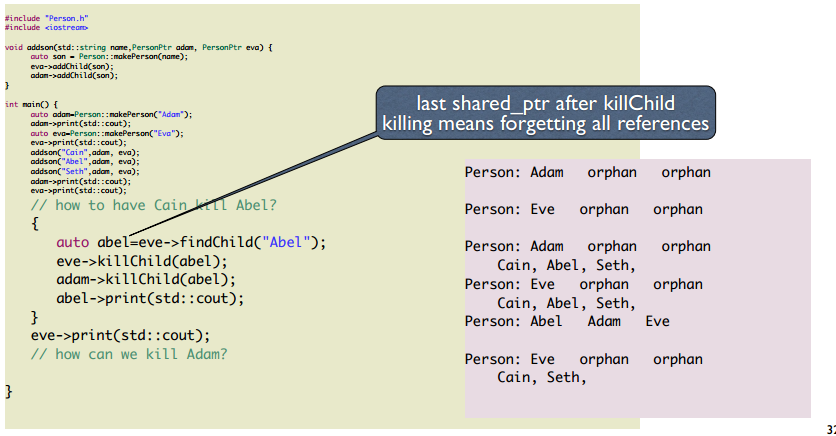 #include "Person.h"
#include <iostream>
void addson(std::string name,PersonPtr adam, PersonPtr eva) {
auto son = Person::makePerson(name);
eva->addChild(son);
adam->addChild(son);
}
int main() {
auto adam=Person::makePerson("Adam");
adam->print(std::cout);
auto eva=Person::makePerson("Eva");
eve->print(std::cout);
addson("Cain",adam, eva);
addson("Abel",adam, eva);
addson("Seth",adam, eva);
adam->print(std::cout);
eva->print(std::cout);
// how to have Cain kill Abel?
{
auto abel=eve->findChild("Abel");
eve->killChild(abel);
adam->killChild(abel);
abel->print(std::cout);
}
eve->print(std::cout);
// how can we kill Adam?
}
last shared_ptr after killChild
killing means forgetting all references
Person: Adam orphan orphan
Person: Eve orphan orphan
Person: Adam orphan orphan
Cain, Abel, Seth,
Person: Eve orphan orphan
Cain, Abel, Seth,
Person: Abel Adam Eve
Person: Eve orphan orphan
Cain, Seth,